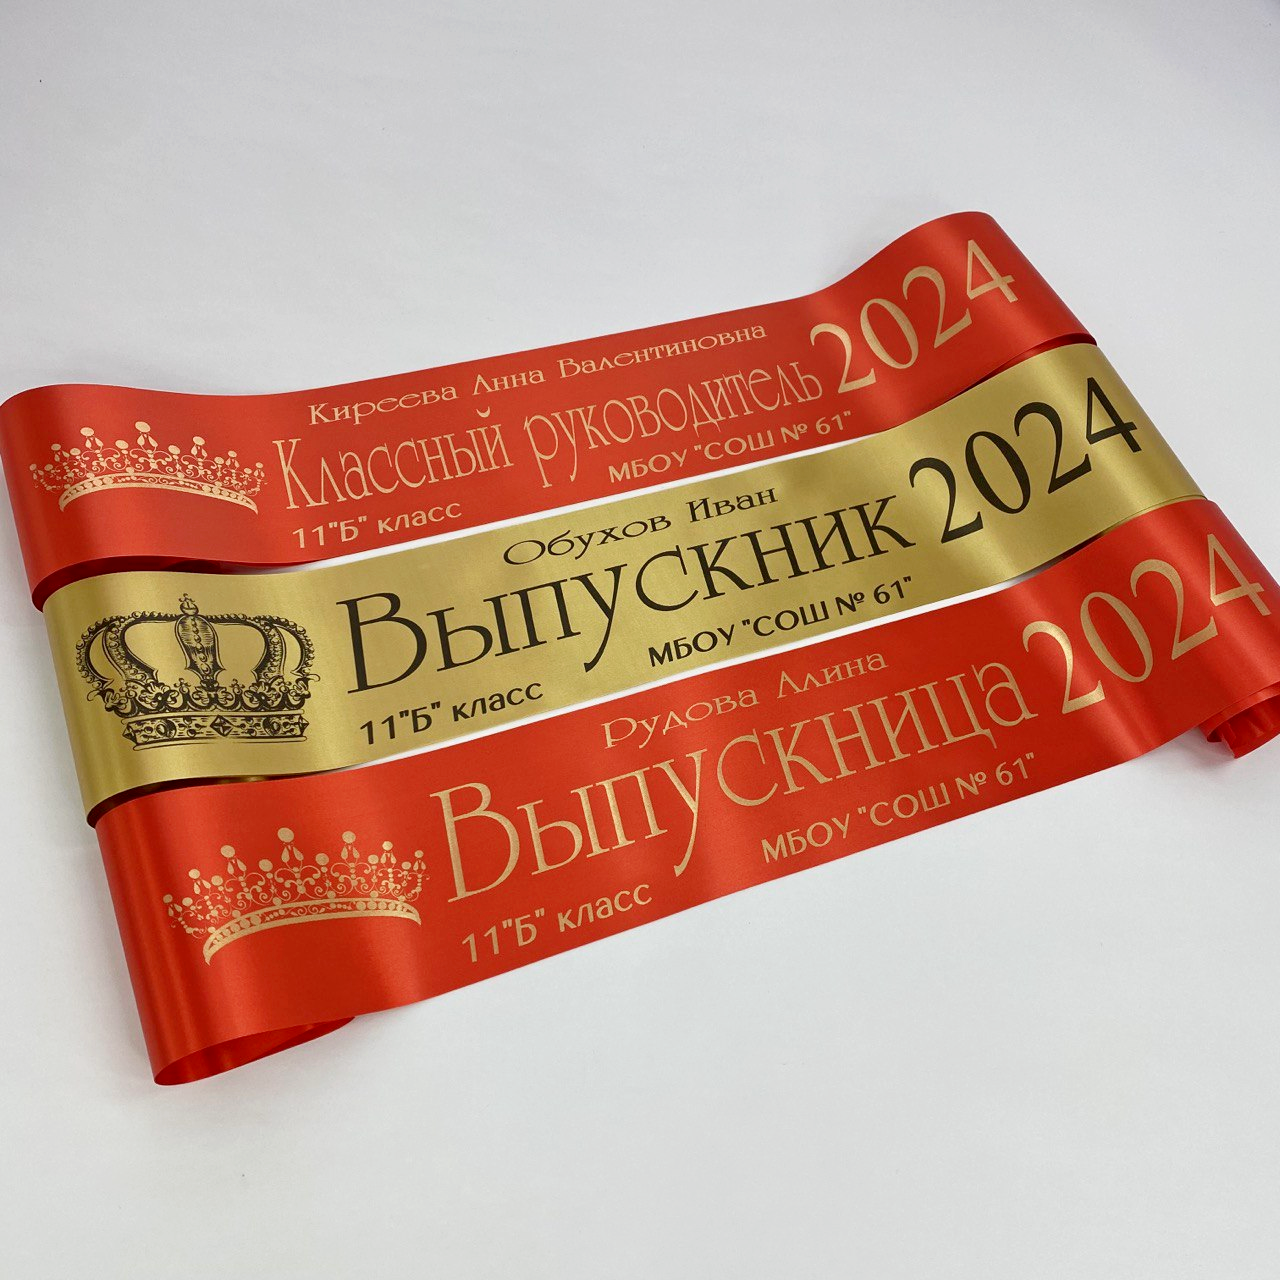 Киреева Анна Валентиновна
Классный руководитель 2024
МБОУ "СОШ № 61"
11"Б" класс
Обухов Иван
Выпускник 2024
МБОУ "СОШ № 61"
11"Б" класс
Рудова Алина
Выпускница 2024
МБОУ "СОШ № 61"
11"Б" класс